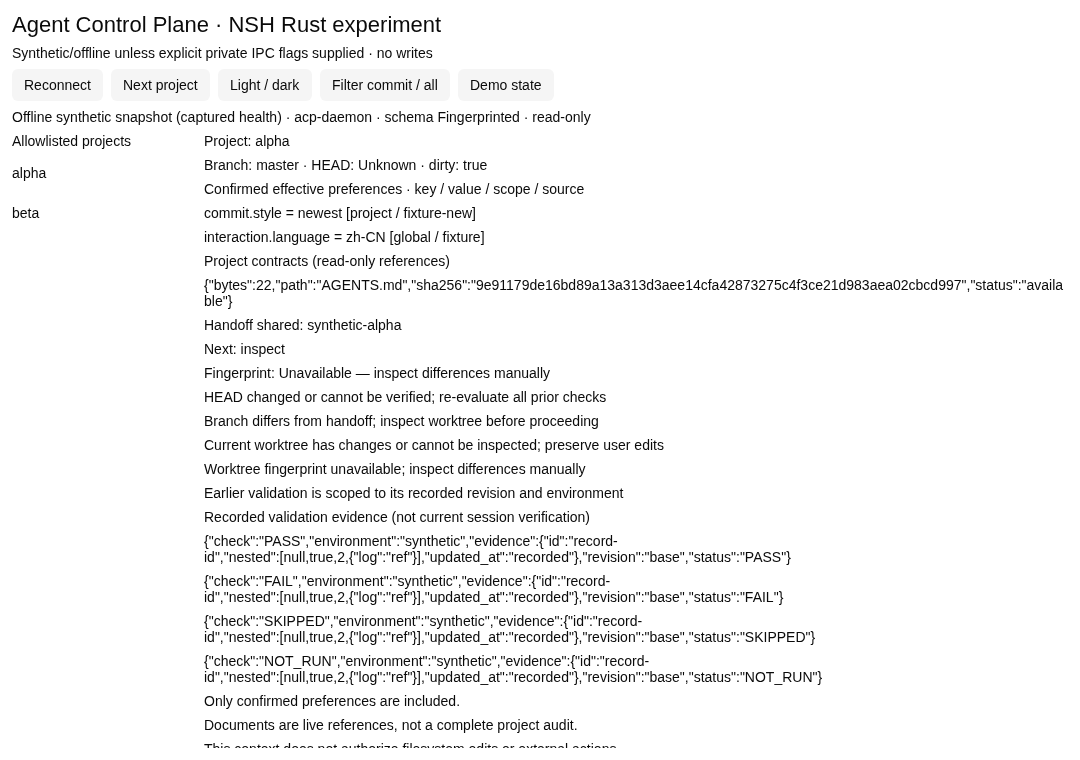 Agent Control Plane · NSH Rust experiment
Synthetic/offline unless explicit private IPC flags supplied · no writes
Reconnect
Next project
Light / dark
Filter commit / all
Demo state
Offline synthetic snapshot (captured health) · acp-daemon · schema Fingerprinted · read-only
Allowlisted projects
alpha
beta
Project: alpha
Branch: master · HEAD: Unknown · dirty: true
Confirmed effective preferences · key / value / scope / source
commit.style = newest [project / fixture-new]
interaction.language = zh-CN [global / fixture]
Project contracts (read-only references)
{"bytes":22,"path":"AGENTS.md","sha256":"9e91179de16bd89a13a313d3aee14cfa42873275c4f3ce21d983aea02cbcd997","status":"availa
ble"}
Handoff shared: synthetic-alpha
Next: inspect
Fingerprint: Unavailable — inspect differences manually
HEAD changed or cannot be verified; re-evaluate all prior checks
Branch differs from handoff; inspect worktree before proceeding
Current worktree has changes or cannot be inspected; preserve user edits
Worktree fingerprint unavailable; inspect differences manually
Earlier validation is scoped to its recorded revision and environment
Recorded validation evidence (not current session verification)
{"check":"PASS","environment":"synthetic","evidence":{"id":"record-
id","nested":[null,true,2,{"log":"ref"}],"updated_at":"recorded"},"revision":"base","status":"PASS"}
{"check":"FAIL","environment":"synthetic","evidence":{"id":"record-
id","nested":[null,true,2,{"log":"ref"}],"updated_at":"recorded"},"revision":"base","status":"FAIL"}
{"check":"SKIPPED","environment":"synthetic","evidence":{"id":"record-
id","nested":[null,true,2,{"log":"ref"}],"updated_at":"recorded"},"revision":"base","status":"SKIPPED"}
{"check":"NOT_RUN","environment":"synthetic","evidence":{"id":"record-
id","nested":[null,true,2,{"log":"ref"}],"updated_at":"recorded"},"revision":"base","status":"NOT_RUN"}
Only confirmed preferences are included.
Documents are live references, not a complete project audit.
This context does not authorize filesystem edits or external actions